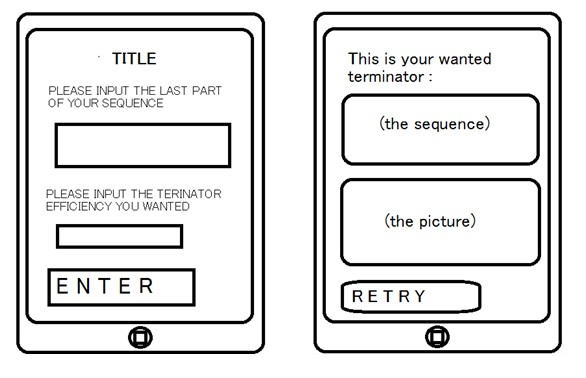 TITLE
PLEASE INPUT THE LAST PART
OF YOUR SEQUENCE
PLEASE INPUT THE TERINATOR
EFFICIENCY YOU WANTED
ENTER
This is your wanted
terminator :
(the sequence)
(the picture)
RETRY